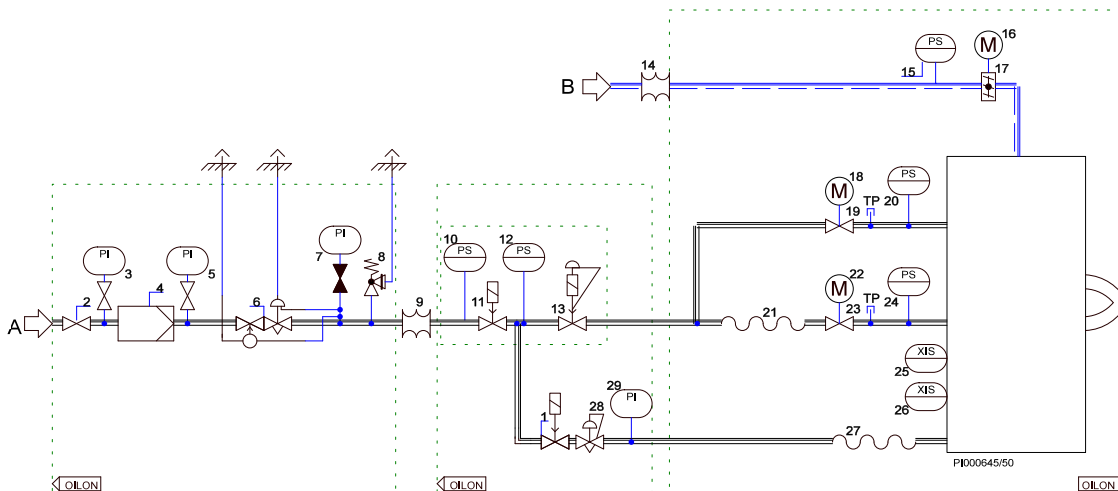 PS
M
16
15
17
14
B
M
18
PS
TP
20
19
PI
3
PI
5
4
2
PI
7
8
6
A
9
PS
10
PS
12
11
13
M
22
PS
TP
24
23
21
XIS
25
XIS
26
1
28
29
PI
27
PI000645/50
OILON
OILON
OILON